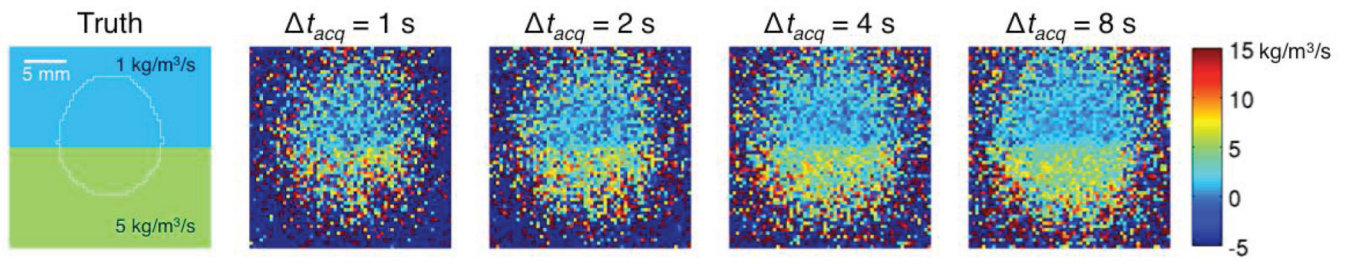 Truth
Δt_acq = 1 s
Δt_acq = 2 s
Δt_acq = 4 s
Δt_acq = 8 s
5 mm
1 kg/m³/s
5 kg/m³/s
15 kg/m³/s
10
5
0
-5